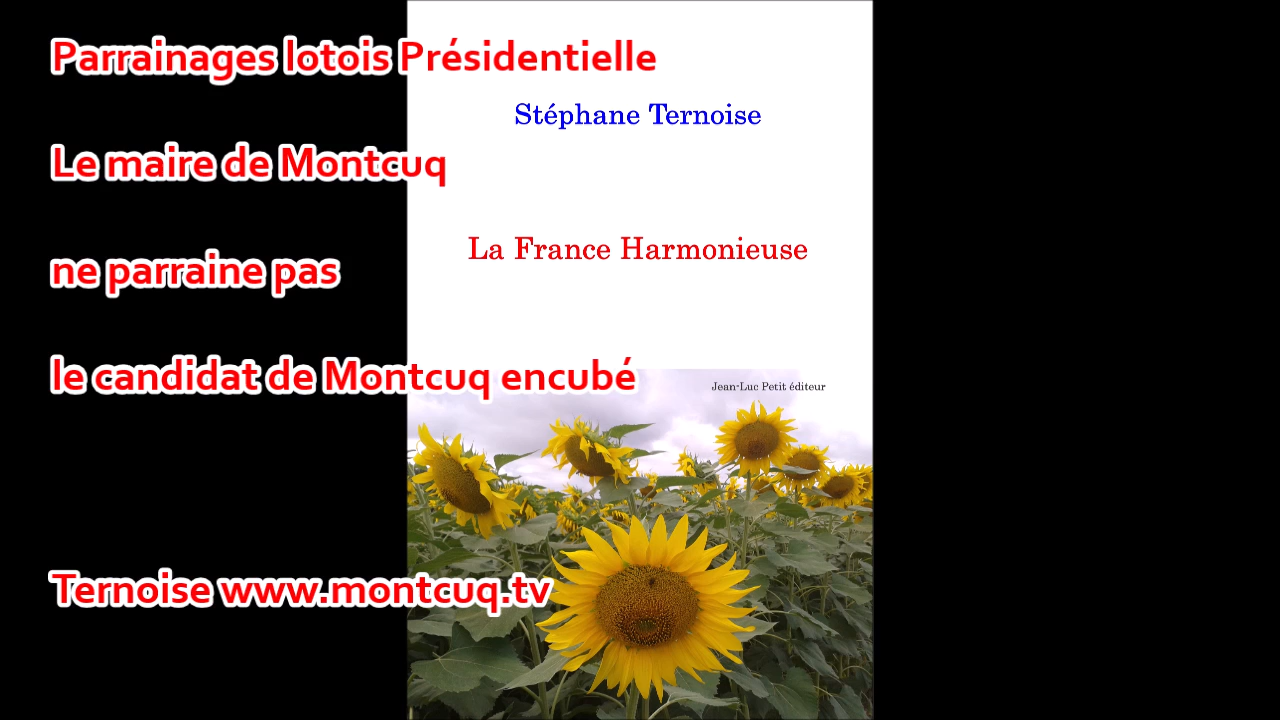 Parrainages lotois Présidentielle
Stéphane Ternoise
Le maire de Montcuq
La France Harmonieuse
ne parraine pas
le candidat de Montcuq encubé
Jean-Luc Petit éditeur
Ternoise www.montcuq.tv